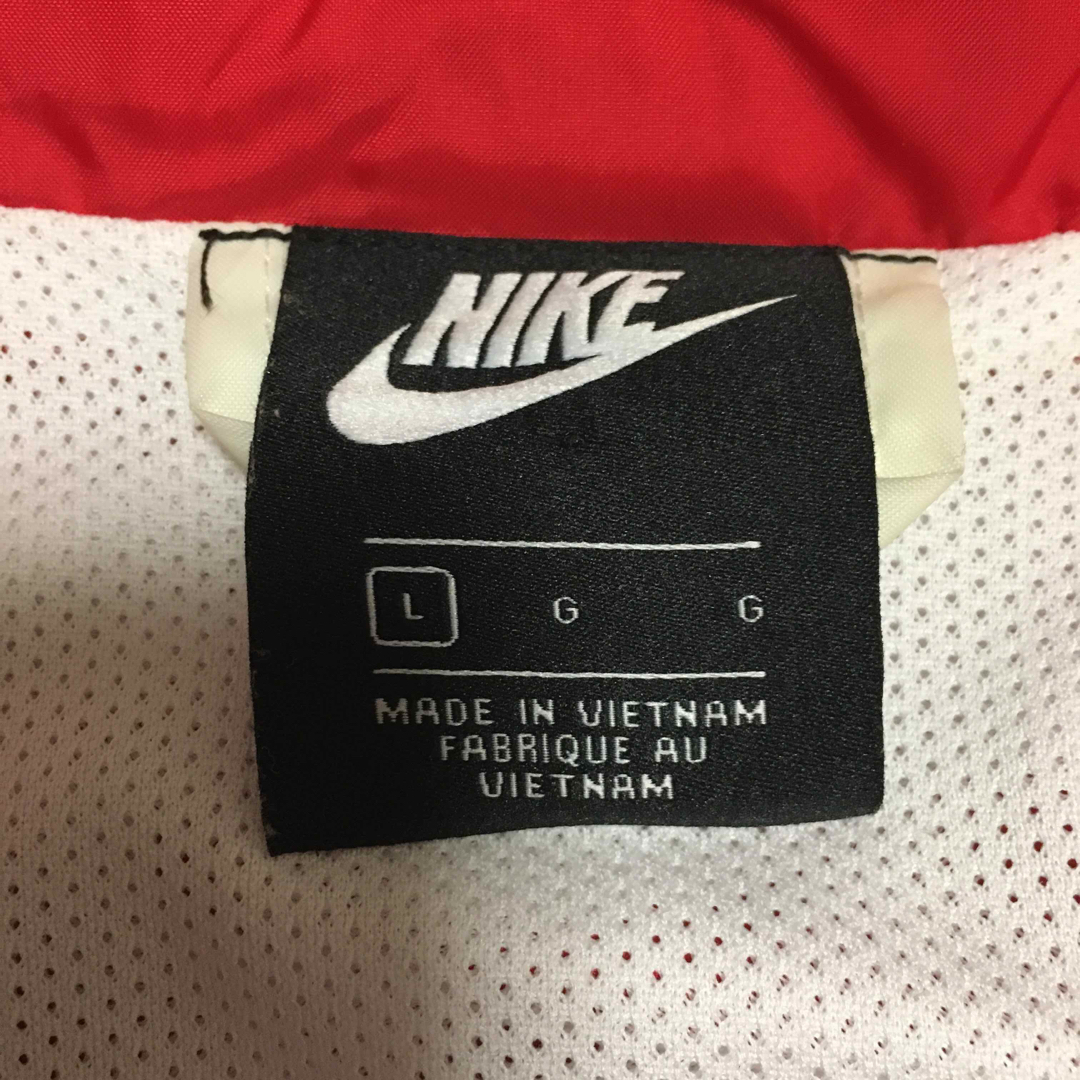 NIKE
L G G
MADE IN VIETNAM
FABRIQUE AU
VIETNAM